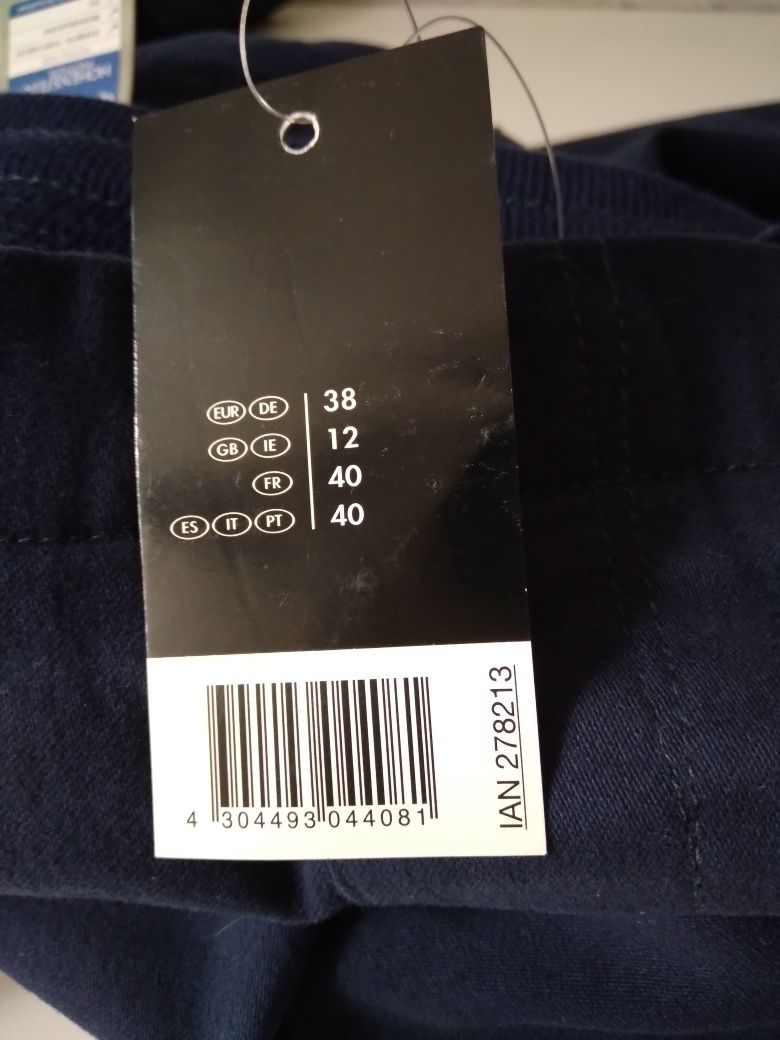 EUR DE 38
GB IE 12
FR 40
ES IT PT 40
4 304493 044081
IAN 278213